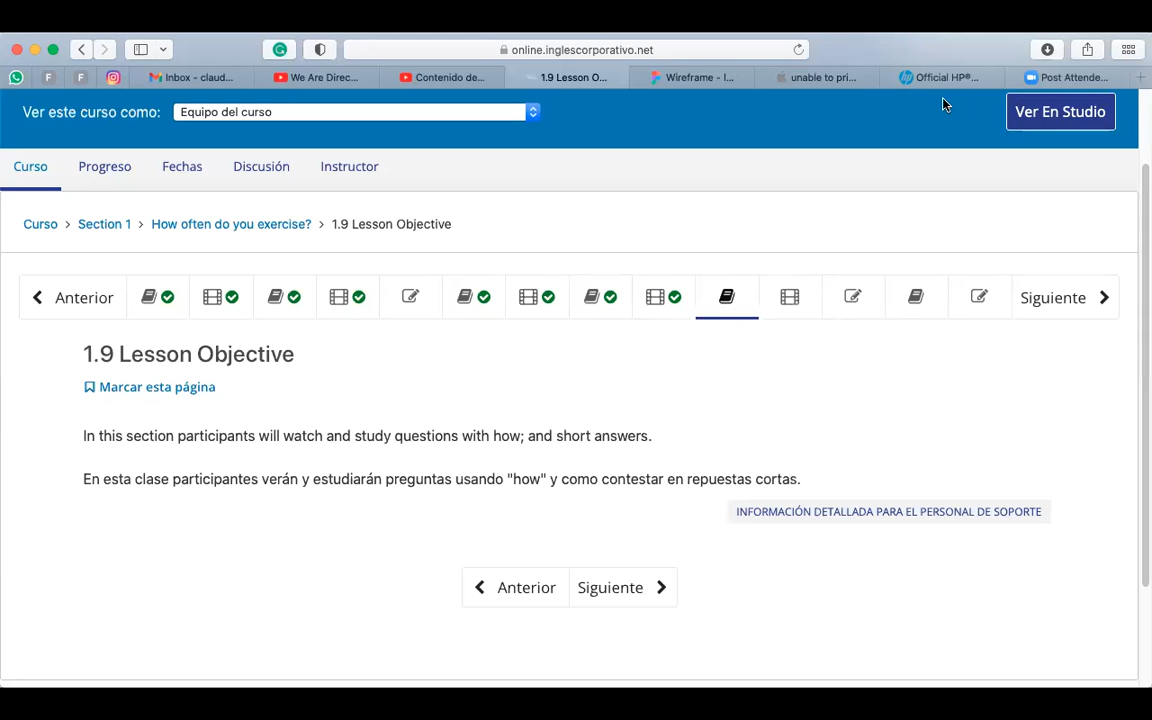 online.inglescorporativo.net
Inbox - claud...
We Are Direc...
Contenido de...
1.9 Lesson O...
Wireframe - I...
unable to pri...
Official HP®...
Post Attende...
Ver este curso como:
Equipo del curso
Ver En Studio
Curso
Progreso
Fechas
Discusión
Instructor
Curso > Section 1 > How often do you exercise? > 1.9 Lesson Objective
Anterior
Siguiente
1.9 Lesson Objective
Marcar esta página
In this section participants will watch and study questions with how; and short answers.
En esta clase participantes verán y estudiarán preguntas usando "how" y como contestar en repuestas cortas.
INFORMACIÓN DETALLADA PARA EL PERSONAL DE SOPORTE
Anterior
Siguiente